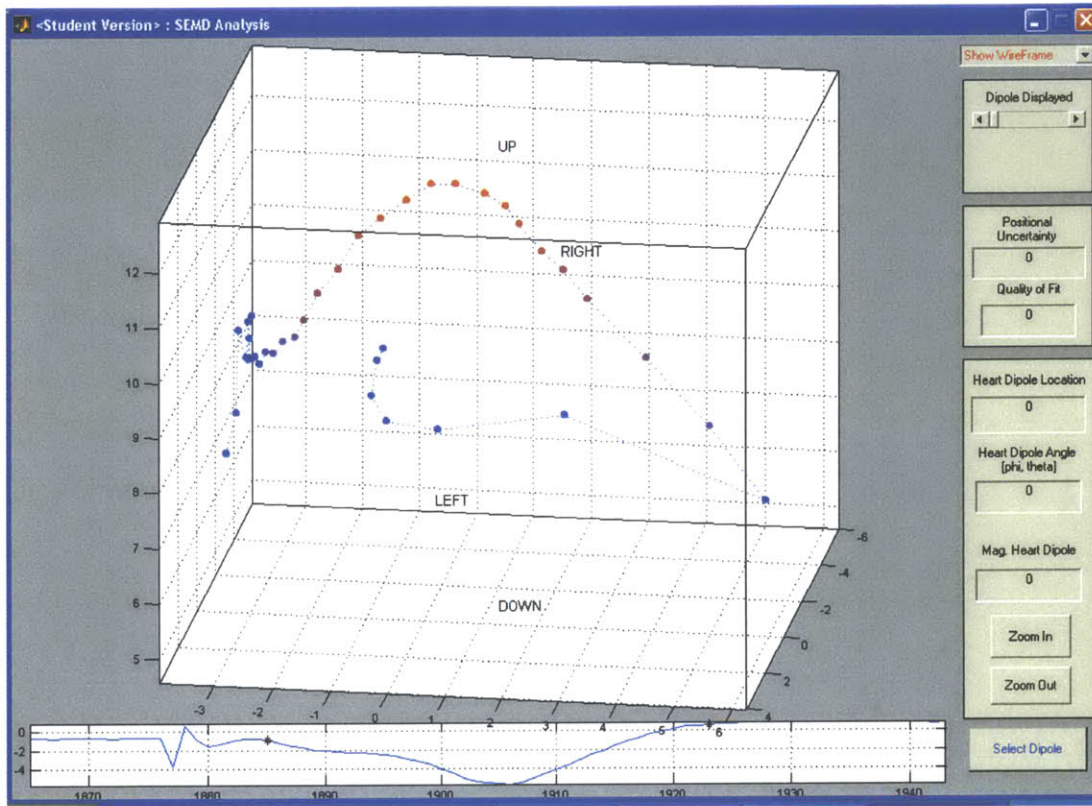 <Student Version> : SEMD Analysis
Show WireFrame
Dipole Displayed
UP
Positional
Uncertainty
0
RIGHT
Quality of Fit
0
12
11
10
9
8
7
6
5
Heart Dipole Location
0
Heart Dipole Angle
[phi, theta]
0
LEFT
DOWN
Mag. Heart Dipole
0
Zoom In
Zoom Out
Select Dipole
-6
-4
-2
0
2
4
-3 -2 -1 0 1 2 3 4 5 6
0
-2
-4
1870 1880 1890 1900 1910 1920 1930 1940